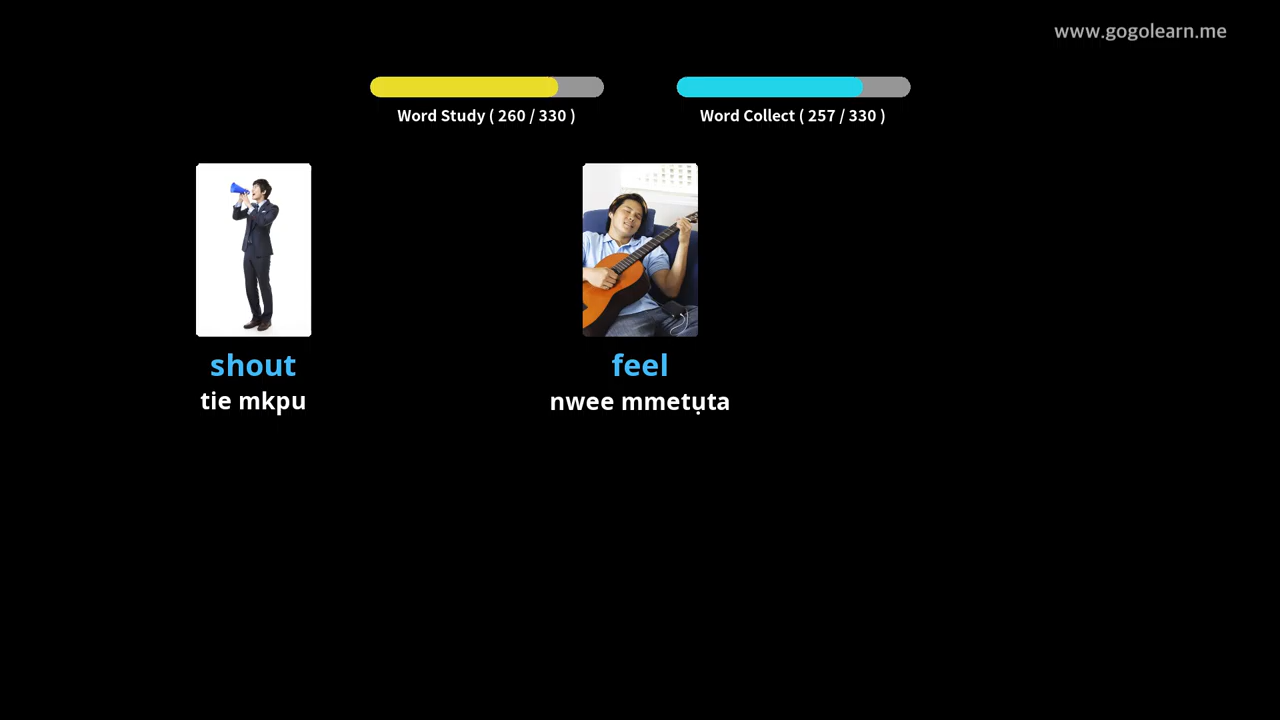 www.gogolearn.me
Word Study ( 260 / 330 )
Word Collect ( 257 / 330 )
shout
tie mkpu
feel
nwee mmetụta